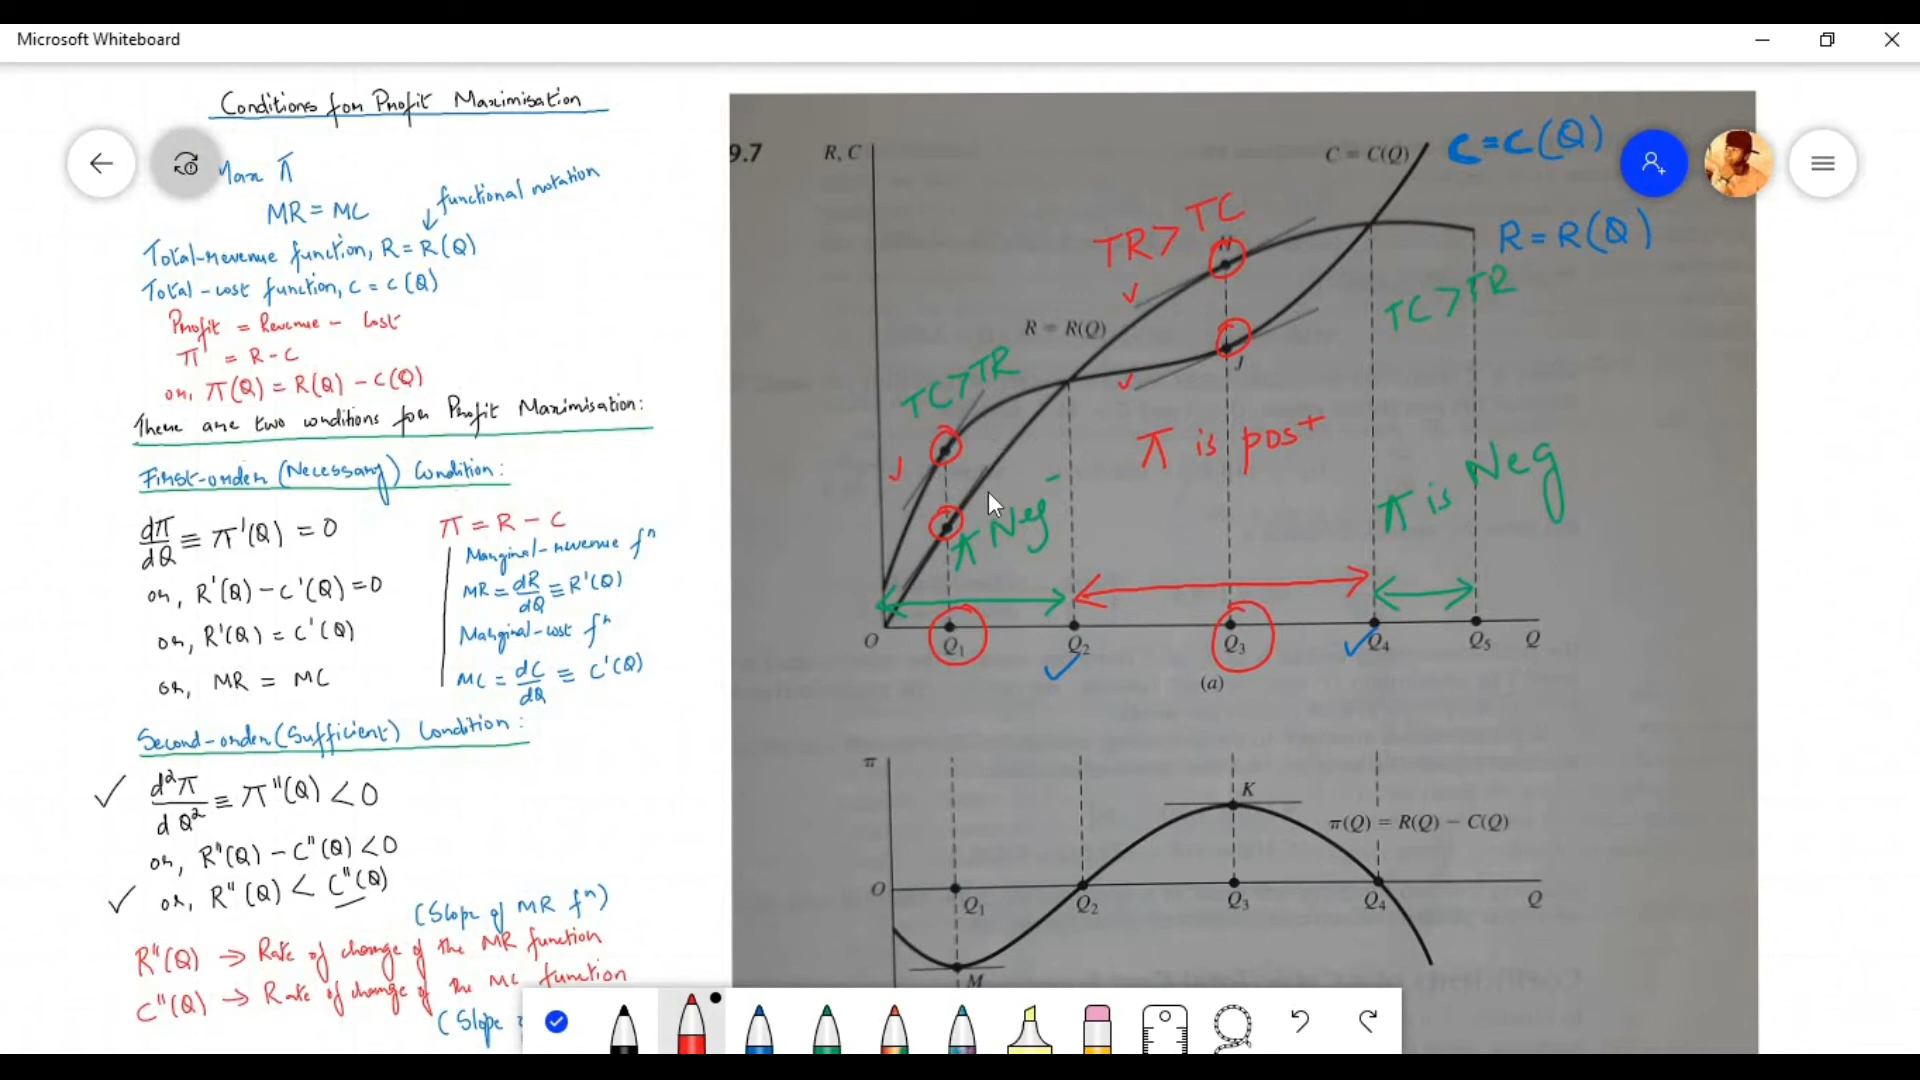 Microsoft Whiteboard
Conditions for Profit Maximisation
Max π
MR = MC
functional notation
Total-revenue function, R = R(Q)
Total-cost function, C = C(Q)
Profit = Revenue - Cost
π = R - C
or, π(Q) = R(Q) - C(Q)
There are two conditions for Profit Maximisation:
First-order (Necessary) Condition:
dπ/dQ ≡ π'(Q) = 0
or, R'(Q) - C'(Q) = 0
or, R'(Q) = C'(Q)
or, MR = MC
π = R - C
Marginal-revenue fⁿ
MR = dR/dQ ≡ R'(Q)
Marginal-cost fⁿ
MC = dC/dQ ≡ C'(Q)
Second-order (Sufficient) Condition:
d²π/dQ² ≡ π"(Q) < 0
or, R"(Q) - C"(Q) < 0
or, R"(Q) < C"(Q)
(Slope of MR fⁿ)
R"(Q) → Rate of change of the MR function
C"(Q) → Rate of change of the MC function
(Slope
9.7
R, C
C = C(Q)
C = C(Q)
R = R(Q)
TR > TC
TC > TR
R = R(Q)
TC > TR
J
π is pos+
π is Neg
π Neg-
O Q₁ Q₂ Q₃ Q₄ Q₅ Q
(a)
π
K
π(Q) = R(Q) - C(Q)
O Q₁ Q₂ Q₃ Q₄ Q
M